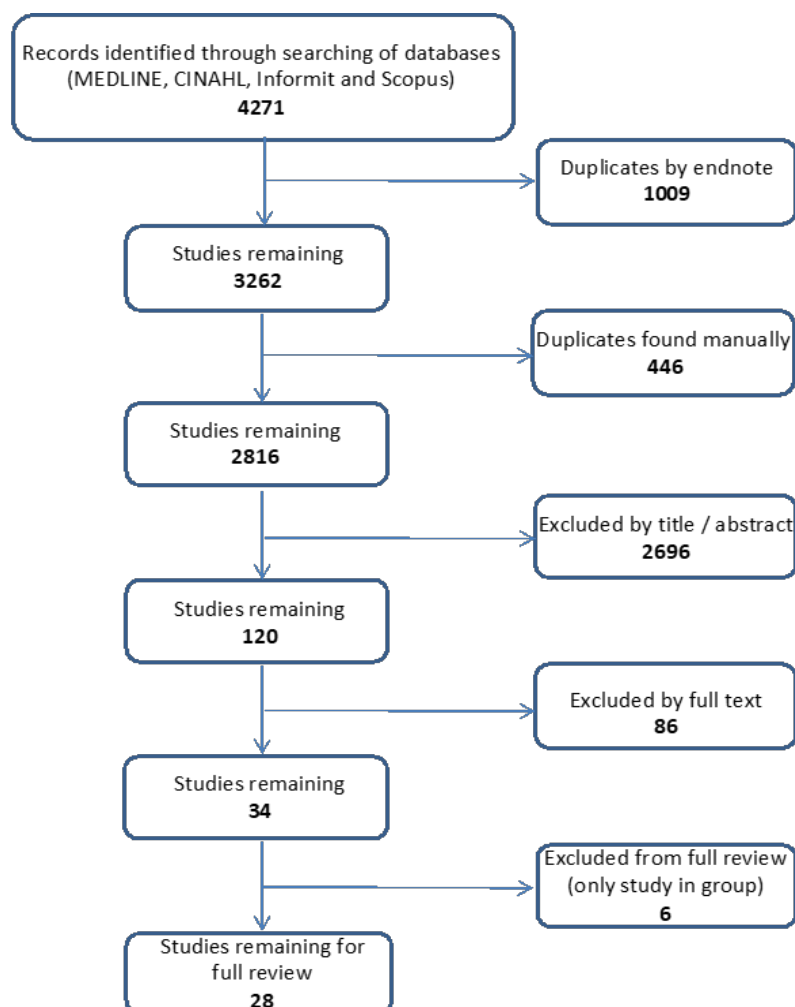 Records identified through searching of databases
(MEDLINE, CINAHL, Informit and Scopus)
4271
Duplicates by endnote
1009
Studies remaining
3262
Duplicates found manually
446
Studies remaining
2816
Excluded by title / abstract
2696
Studies remaining
120
Excluded by full text
86
Studies remaining
34
Excluded from full review
(only study in group)
6
Studies remaining for
full review
28